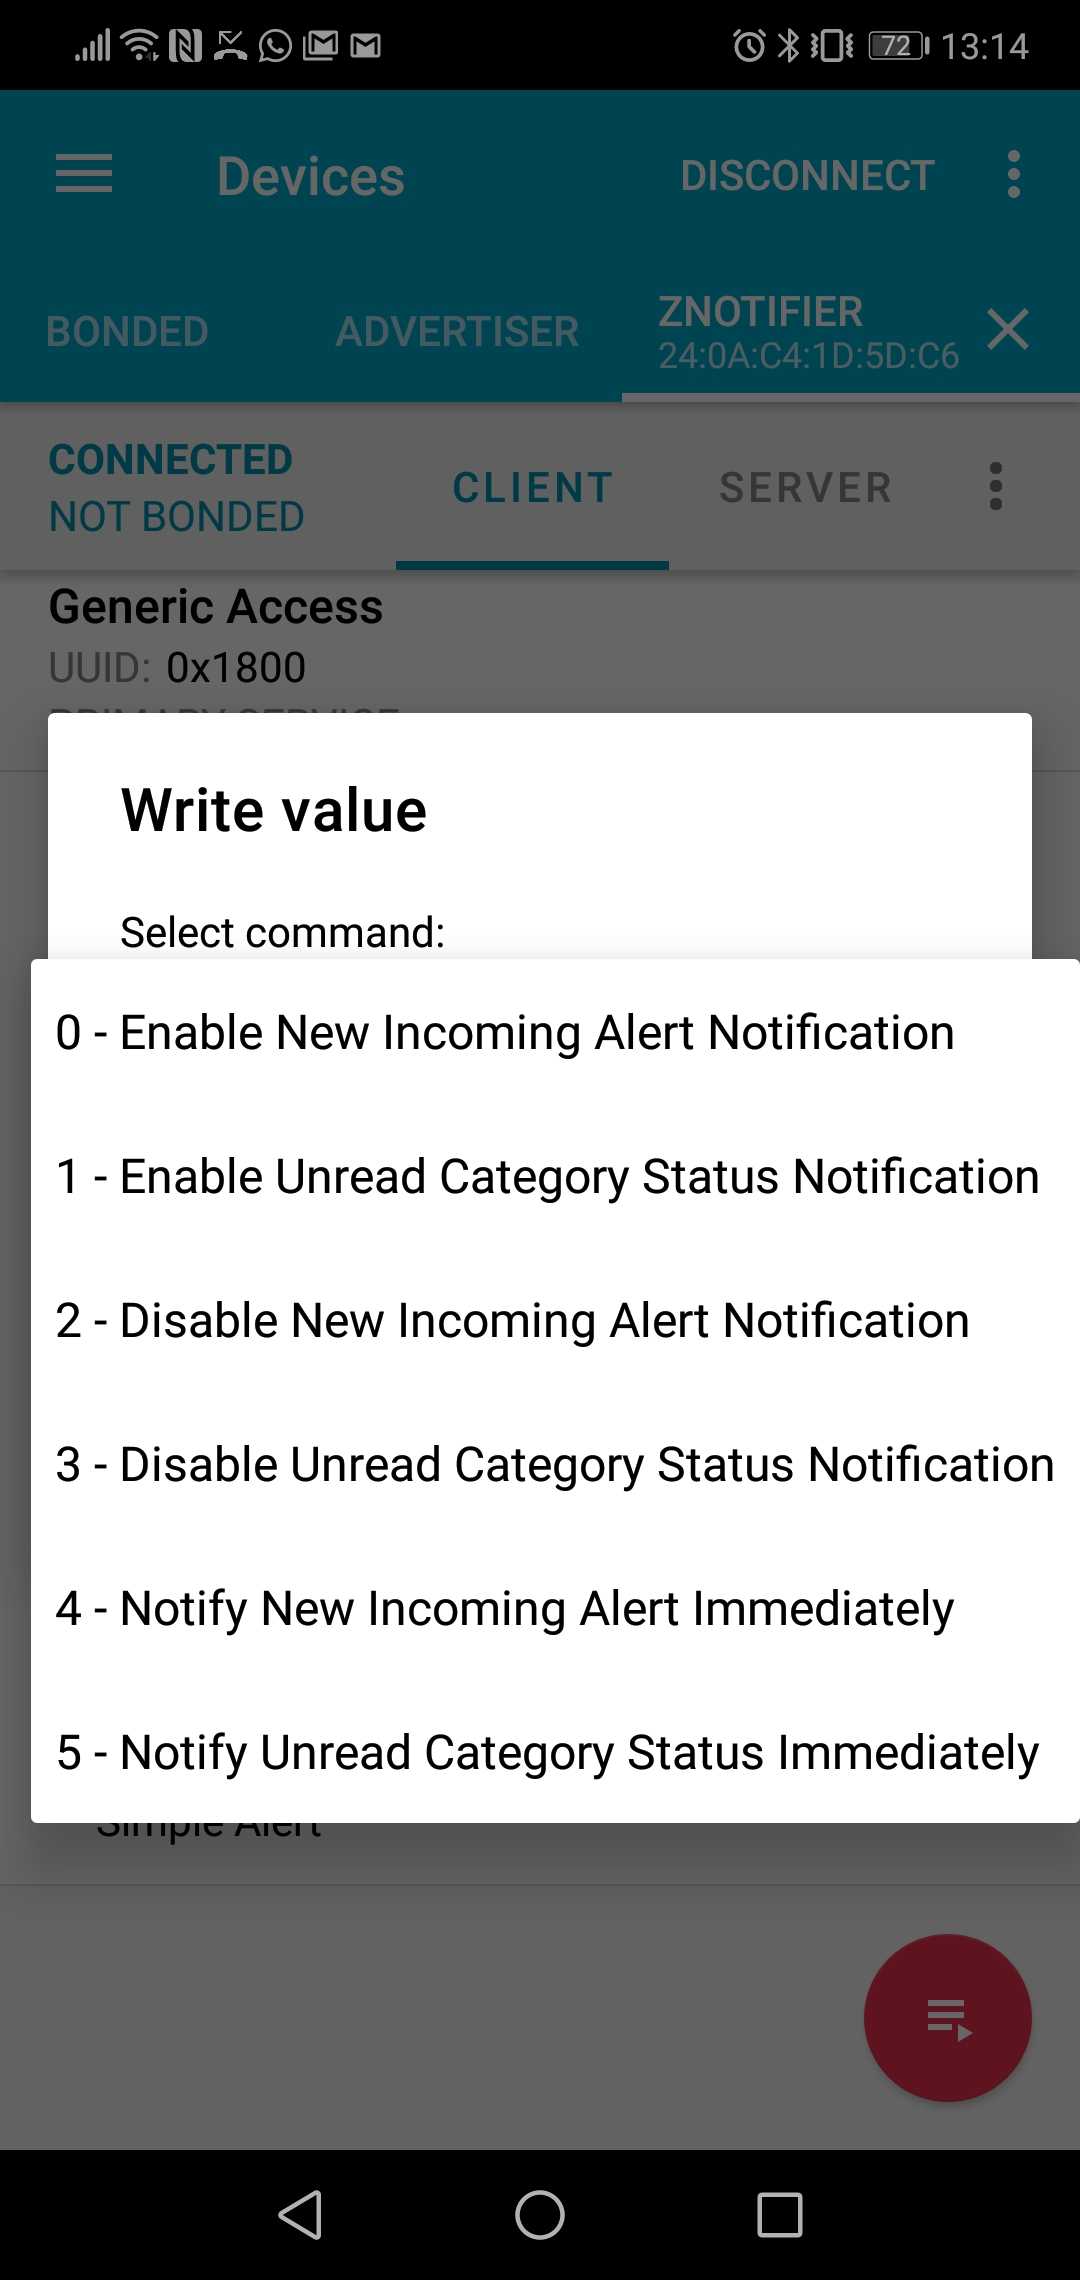 72 13:14
Devices DISCONNECT
BONDED ADVERTISER ZNOTIFIER
24:0A:C4:1D:5D:C6
CONNECTED
NOT BONDED
CLIENT SERVER
Generic Access
UUID: 0x1800
PRIMARY SERVICE
Write value
Select command:
0 - Enable New Incoming Alert Notification
1 - Enable Unread Category Status Notification
2 - Disable New Incoming Alert Notification
3 - Disable Unread Category Status Notification
4 - Notify New Incoming Alert Immediately
5 - Notify Unread Category Status Immediately
Simple Alert